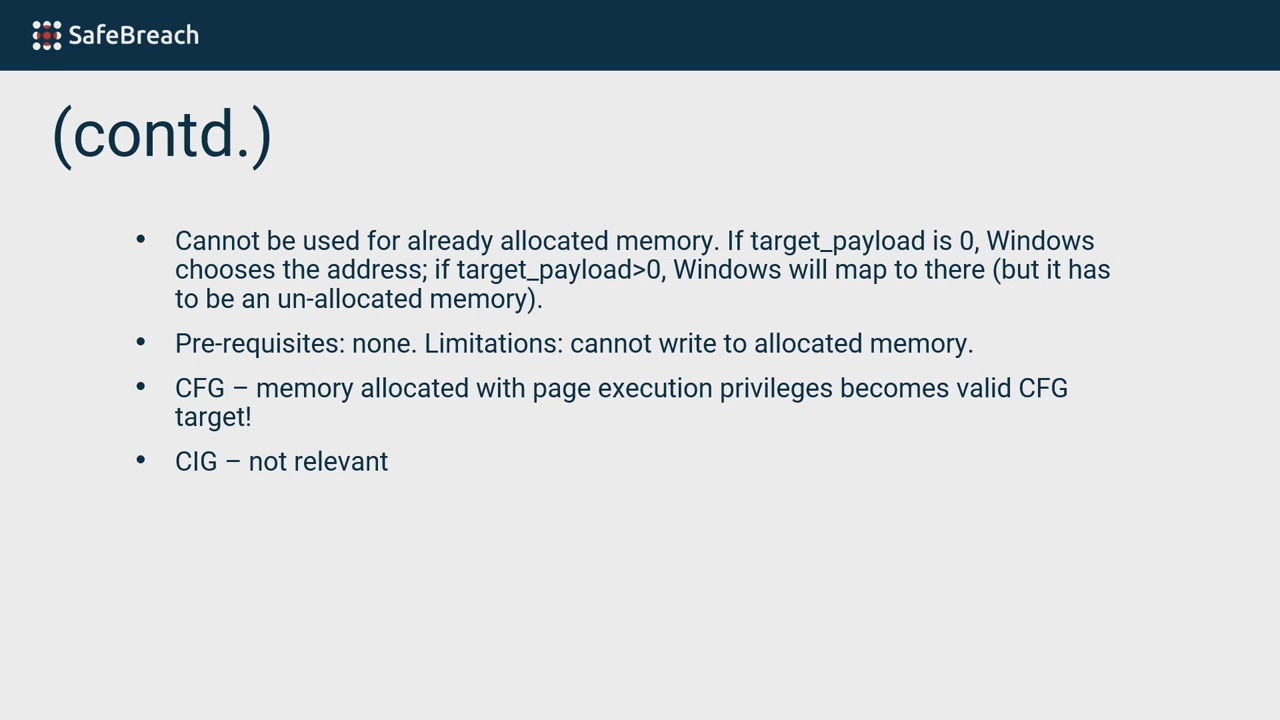 SafeBreach
(contd.)
• Cannot be used for already allocated memory. If target_payload is 0, Windows
chooses the address; if target_payload>0, Windows will map to there (but it has
to be an un-allocated memory).
• Pre-requisites: none. Limitations: cannot write to allocated memory.
• CFG – memory allocated with page execution privileges becomes valid CFG
target!
• CIG – not relevant